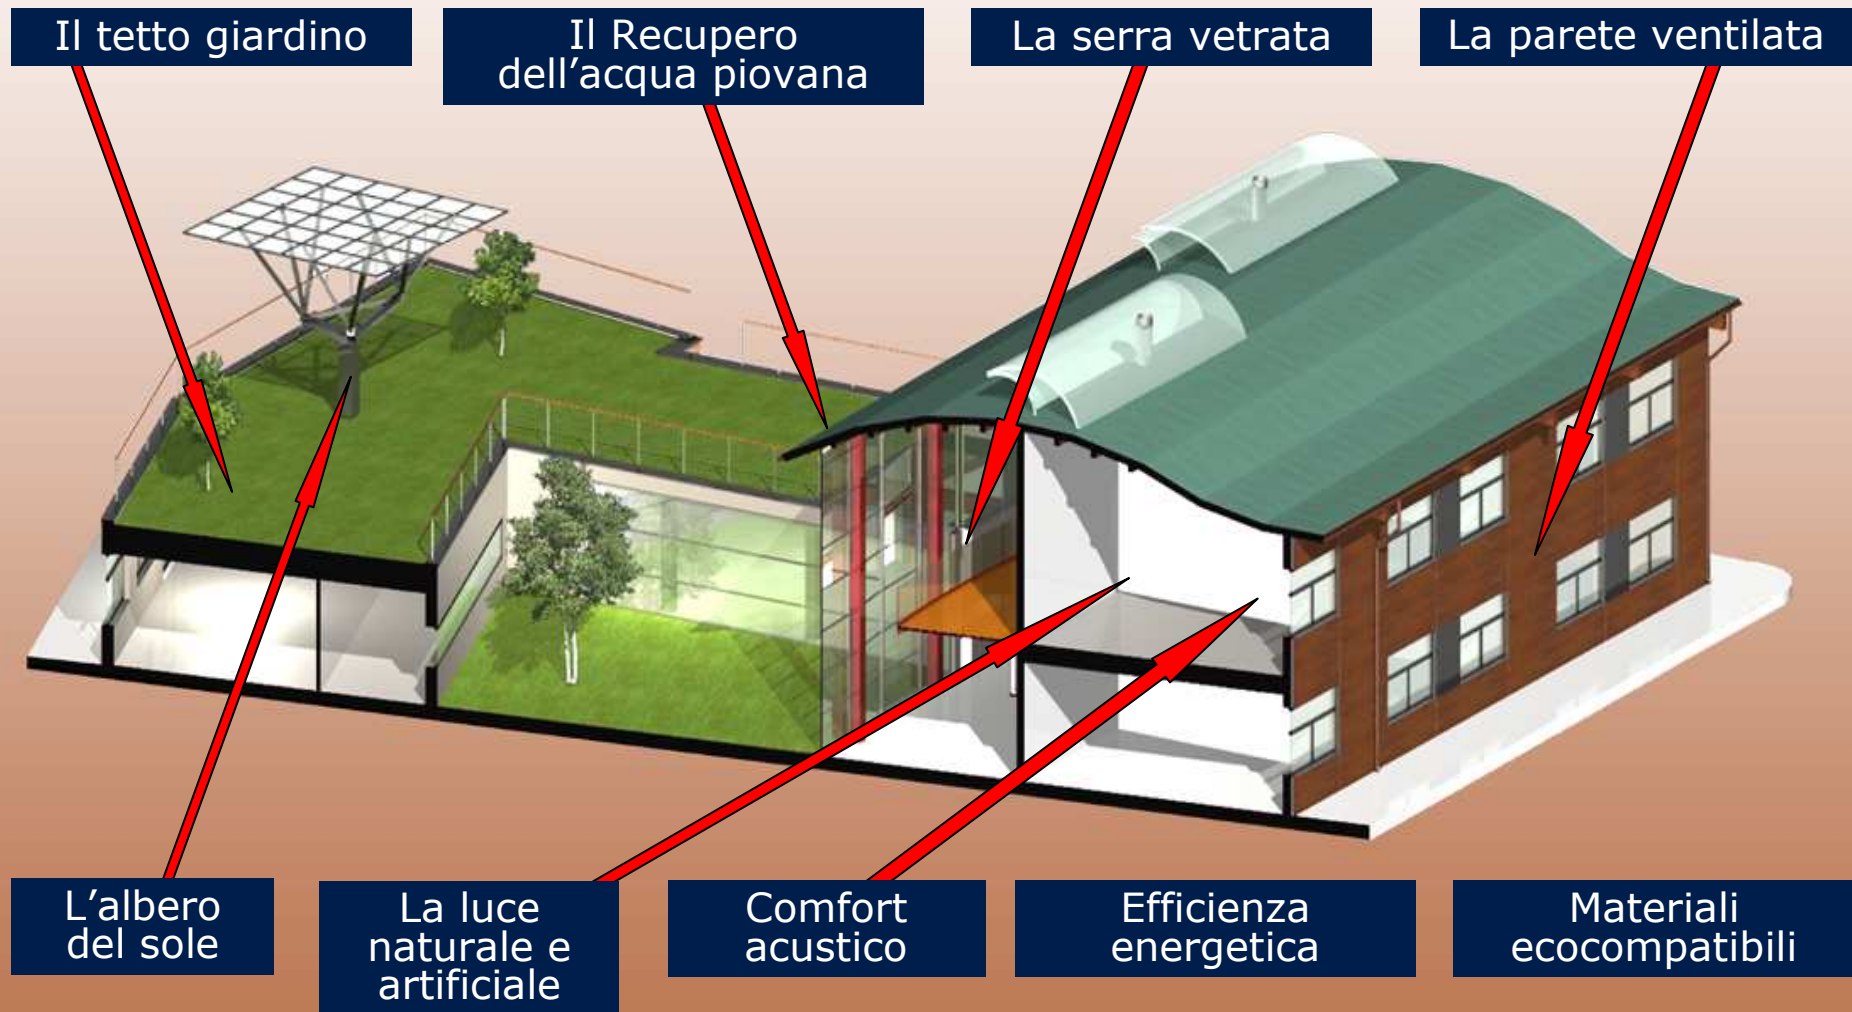 Il tetto giardino
Il Recupero
dell’acqua piovana
La serra vetrata
La parete ventilata
L’albero
del sole
La luce
naturale e
artificiale
Comfort
acustico
Efficienza
energetica
Materiali
ecocompatibili